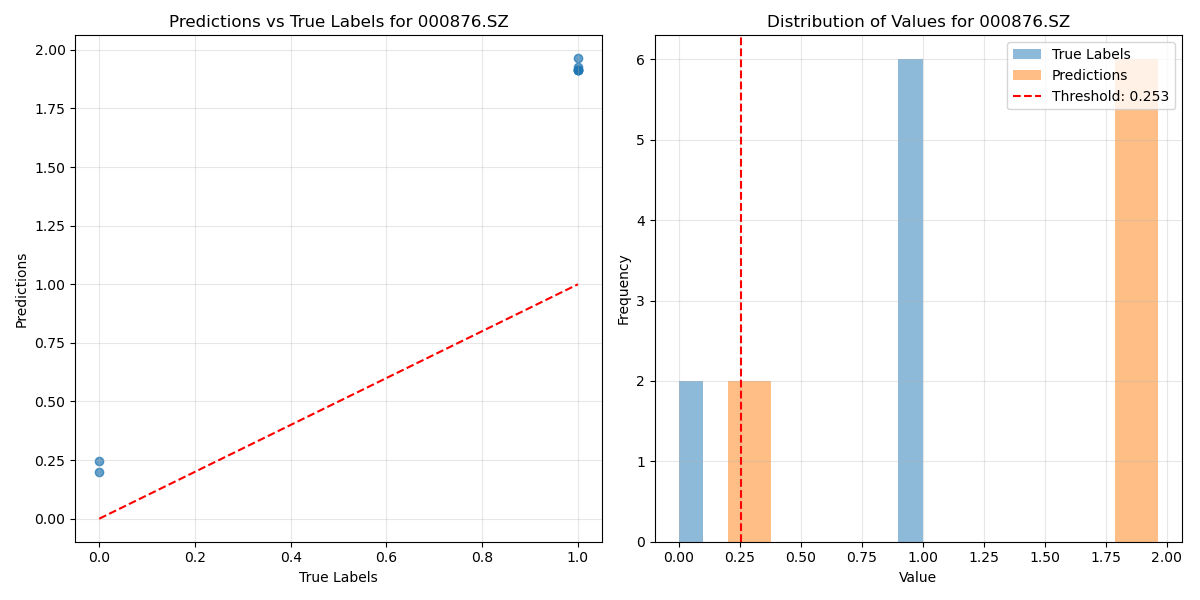 Predictions vs True Labels for 000876.SZ
2.00
1.75
1.50
1.25
1.00
0.75
0.50
0.25
0.00
Predictions
0.0 0.2 0.4 0.6 0.8 1.0
True Labels
Distribution of Values for 000876.SZ
True Labels
Predictions
Threshold: 0.253
6
5
4
3
2
1
0
Frequency
0.00 0.25 0.50 0.75 1.00 1.25 1.50 1.75 2.00
Value